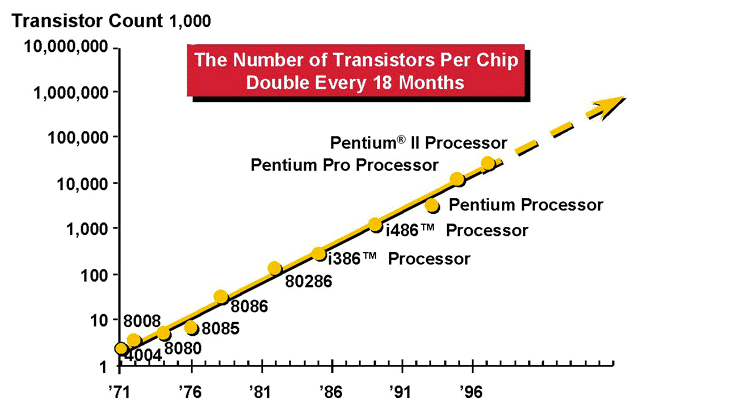 Transistor Count 1,000
10,000,000
The Number of Transistors Per Chip
Double Every 18 Months
1,000,000
100,000
Pentium® II Processor
Pentium Pro Processor
10,000
Pentium Processor
1,000
i486™ Processor
i386™ Processor
100
80286
8086
10
8008
8085
8080
4004
1
'71
'76
'81
'86
'91
'96